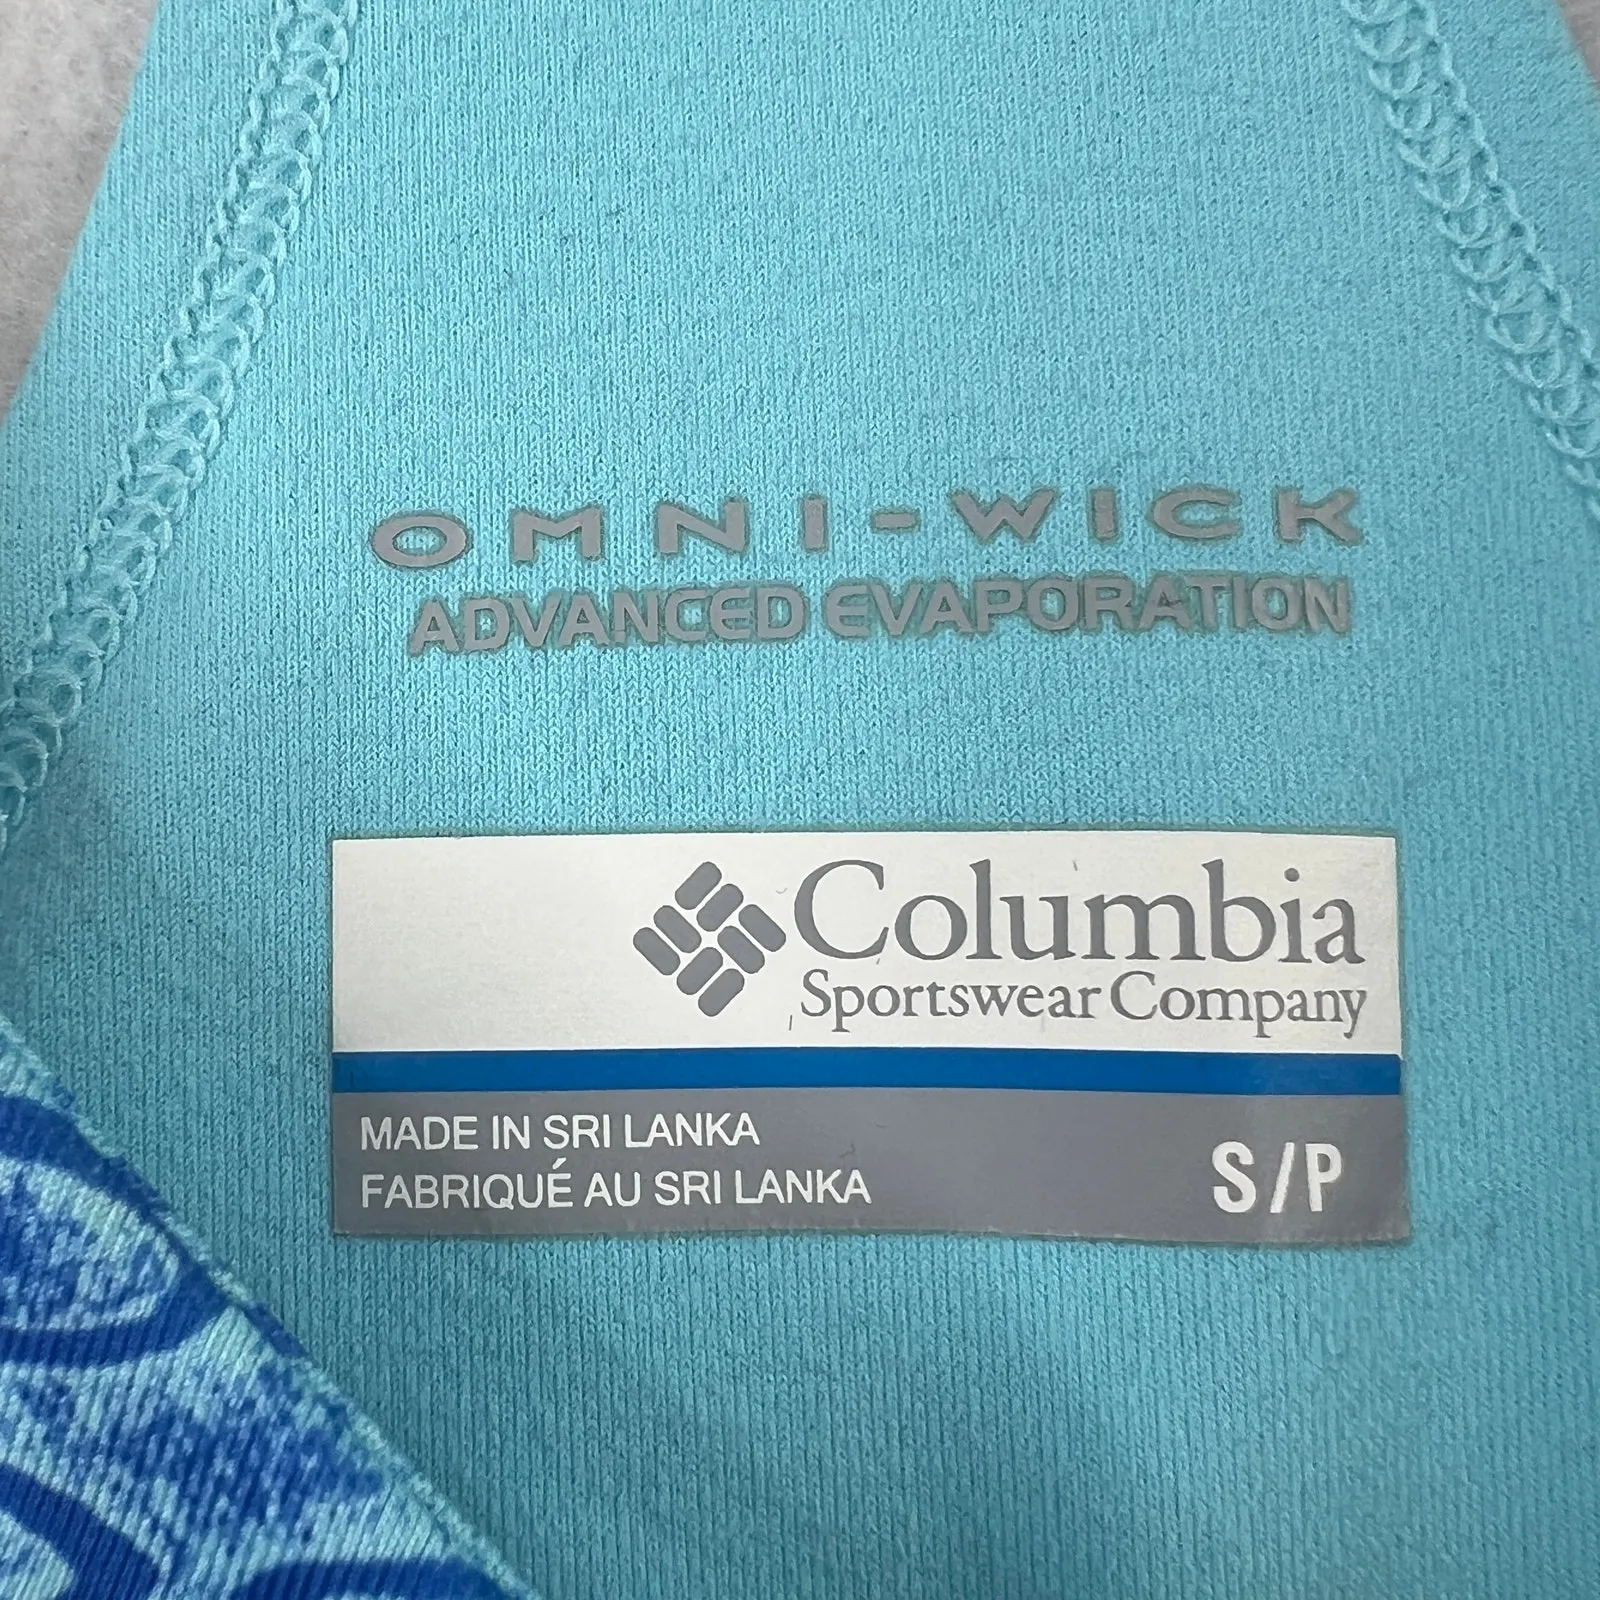 OMNI-WICK
ADVANCED EVAPORATION
Columbia
Sportswear Company
MADE IN SRI LANKA
FABRIQUÉ AU SRI LANKA
S/P